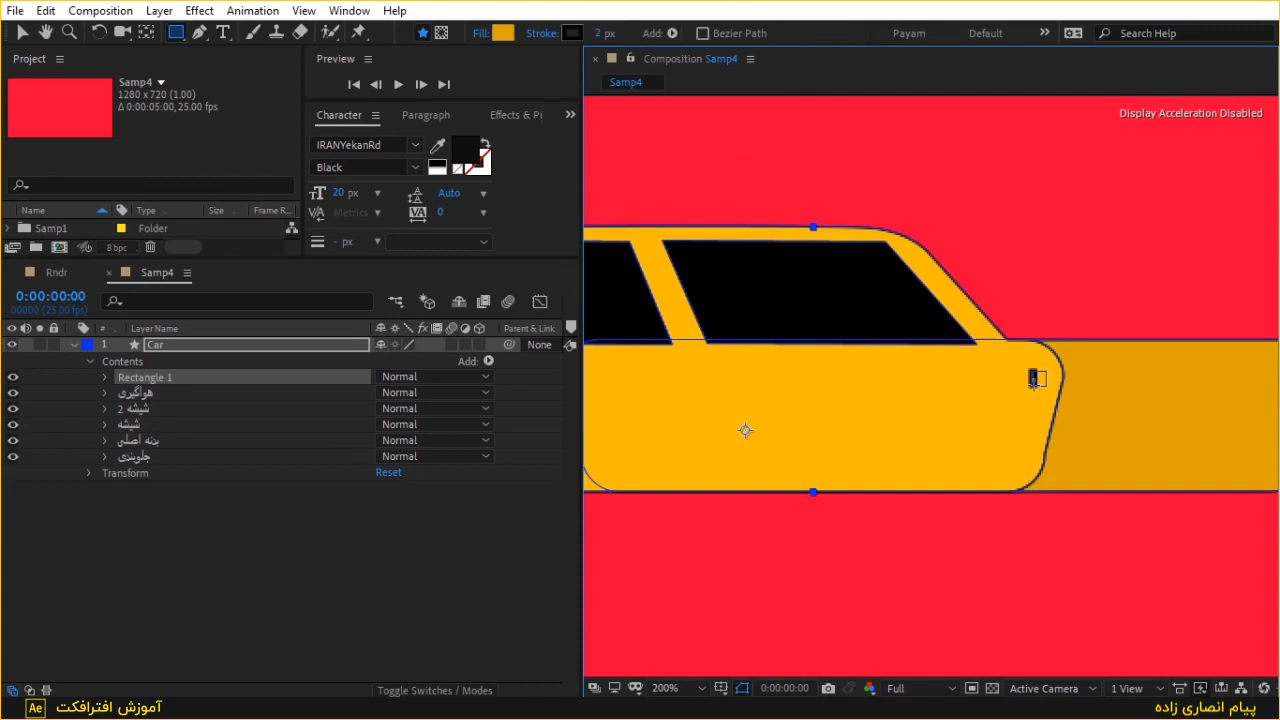 File Edit Composition Layer Effect Animation View Window Help
Fill: Stroke: 2 px Add: Bezier Path Payam Default Search Help
Project
Samp4
1280 x 720 (1.00)
Δ 0:00:05:00, 25.00 fps
Name Type Size Frame R...
Samp1 Folder
8 bpc
Preview
Character Paragraph Effects & Pr
IRANYekanRd
Black
20 px Auto
Metrics 0
- px
Composition Samp4
Samp4
Display Acceleration Disabled
Rndr Samp4
0:00:00:00
00000 (25.00 fps)
# Layer Name Parent & Link
1 Car None
Contents Add:
Rectangle 1 Normal
هواگیری Normal
شیشه 2 Normal
شیشه Normal
بدنه اصلی Normal
جلوبندی Normal
Transform Reset
Toggle Switches / Modes
200% 0:00:00:00 Full Active Camera 1 View
Ae آموزش افترافکت
پیام انصاری زاده